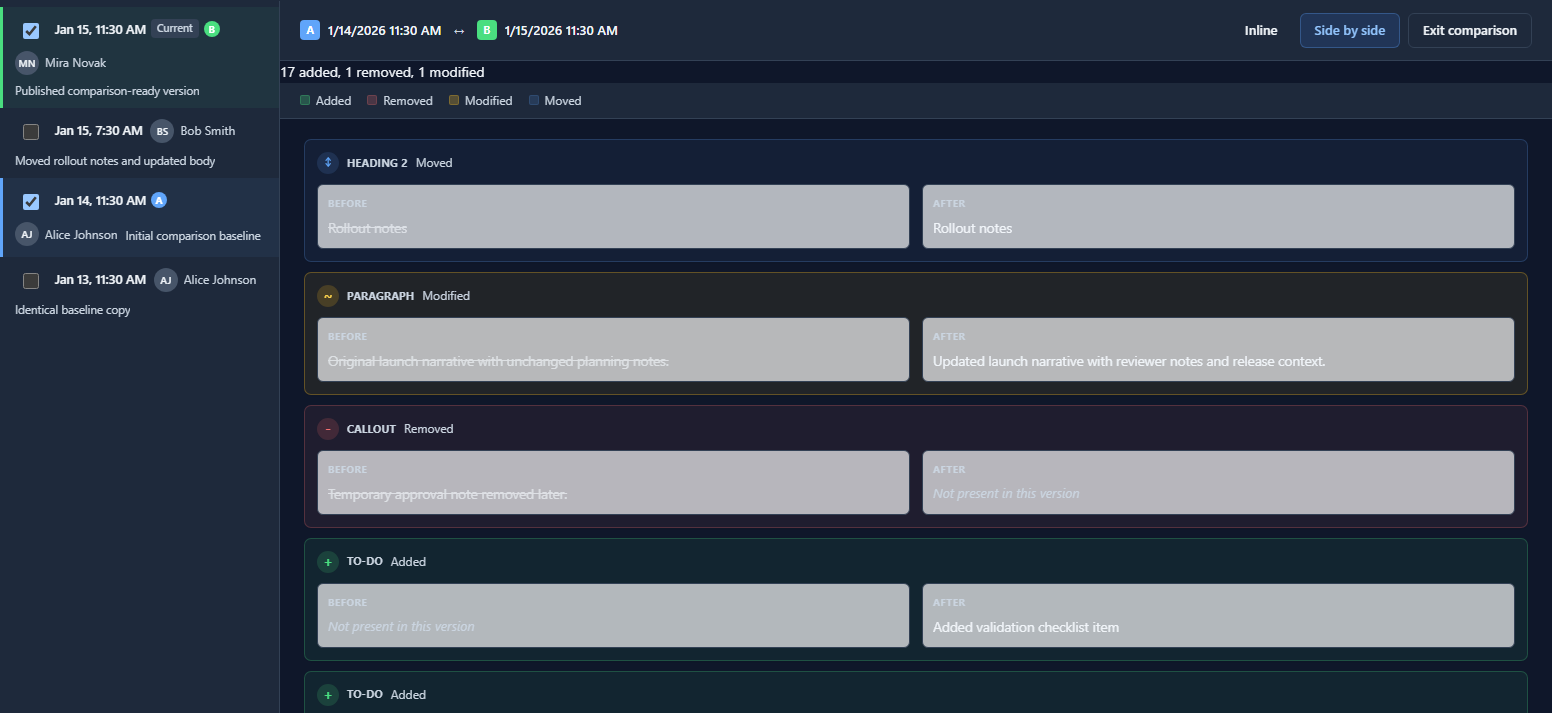 Jan 15, 11:30 AM Current B
MN Mira Novak
Published comparison-ready version
Jan 15, 7:30 AM BS Bob Smith
Moved rollout notes and updated body
Jan 14, 11:30 AM A
AJ Alice Johnson Initial comparison baseline
Jan 13, 11:30 AM AJ Alice Johnson
Identical baseline copy
A 1/14/2026 11:30 AM ↔ B 1/15/2026 11:30 AM
Inline Side by side Exit comparison
17 added, 1 removed, 1 modified
Added Removed Modified Moved
↕ HEADING 2 Moved
BEFORE
Rollout notes
AFTER
Rollout notes
~ PARAGRAPH Modified
BEFORE
Original launch narrative with unchanged planning notes.
AFTER
Updated launch narrative with reviewer notes and release context.
- CALLOUT Removed
BEFORE
Temporary approval note removed later.
AFTER
Not present in this version
+ TO-DO Added
BEFORE
Not present in this version
AFTER
Added validation checklist item
+ TO-DO Added